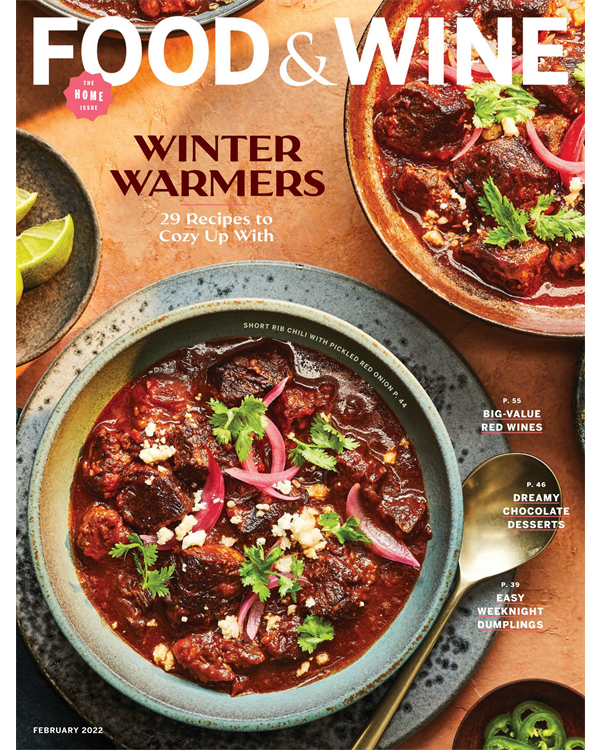 FOOD & WINE
THE
HOME
ISSUE
WINTER
WARMERS
29 Recipes to
Cozy Up With
SHORT RIB CHILI WITH PICKLED RED ONION P. 44
P. 55
BIG-VALUE
RED WINES
P. 46
DREAMY
CHOCOLATE
DESSERTS
P. 39
EASY
WEEKNIGHT
DUMPLINGS
FEBRUARY 2022